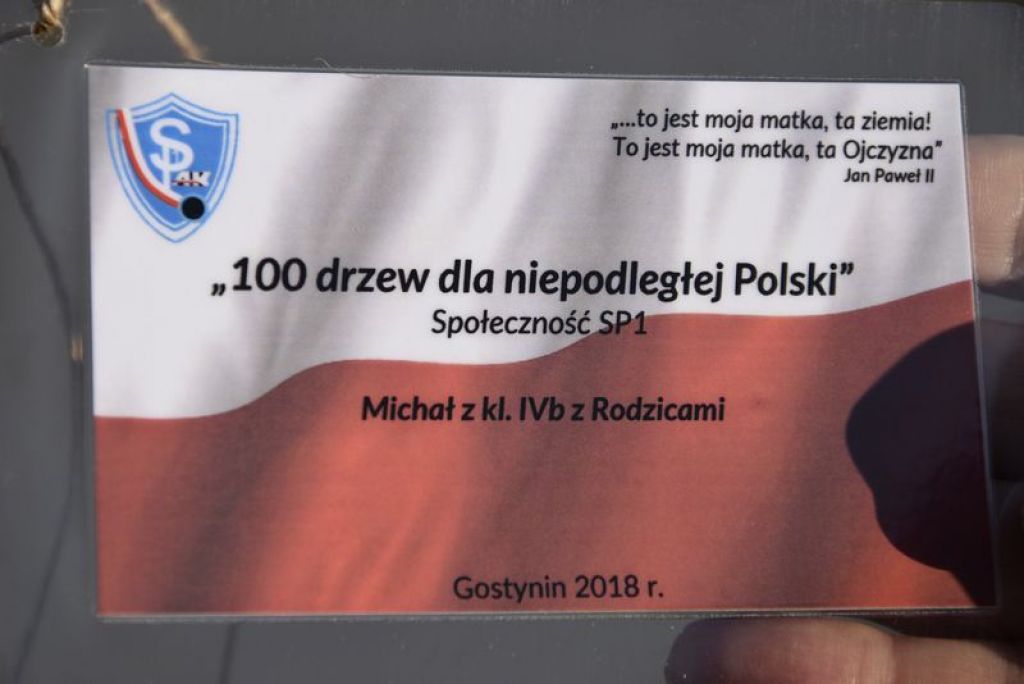 SP
AK
„...to jest moja matka, ta ziemia!
To jest moja matka, ta Ojczyzna”
Jan Paweł II
„100 drzew dla niepodległej Polski”
Społeczność SP1
Michał z kl. IVb z Rodzicami
Gostynin 2018 r.